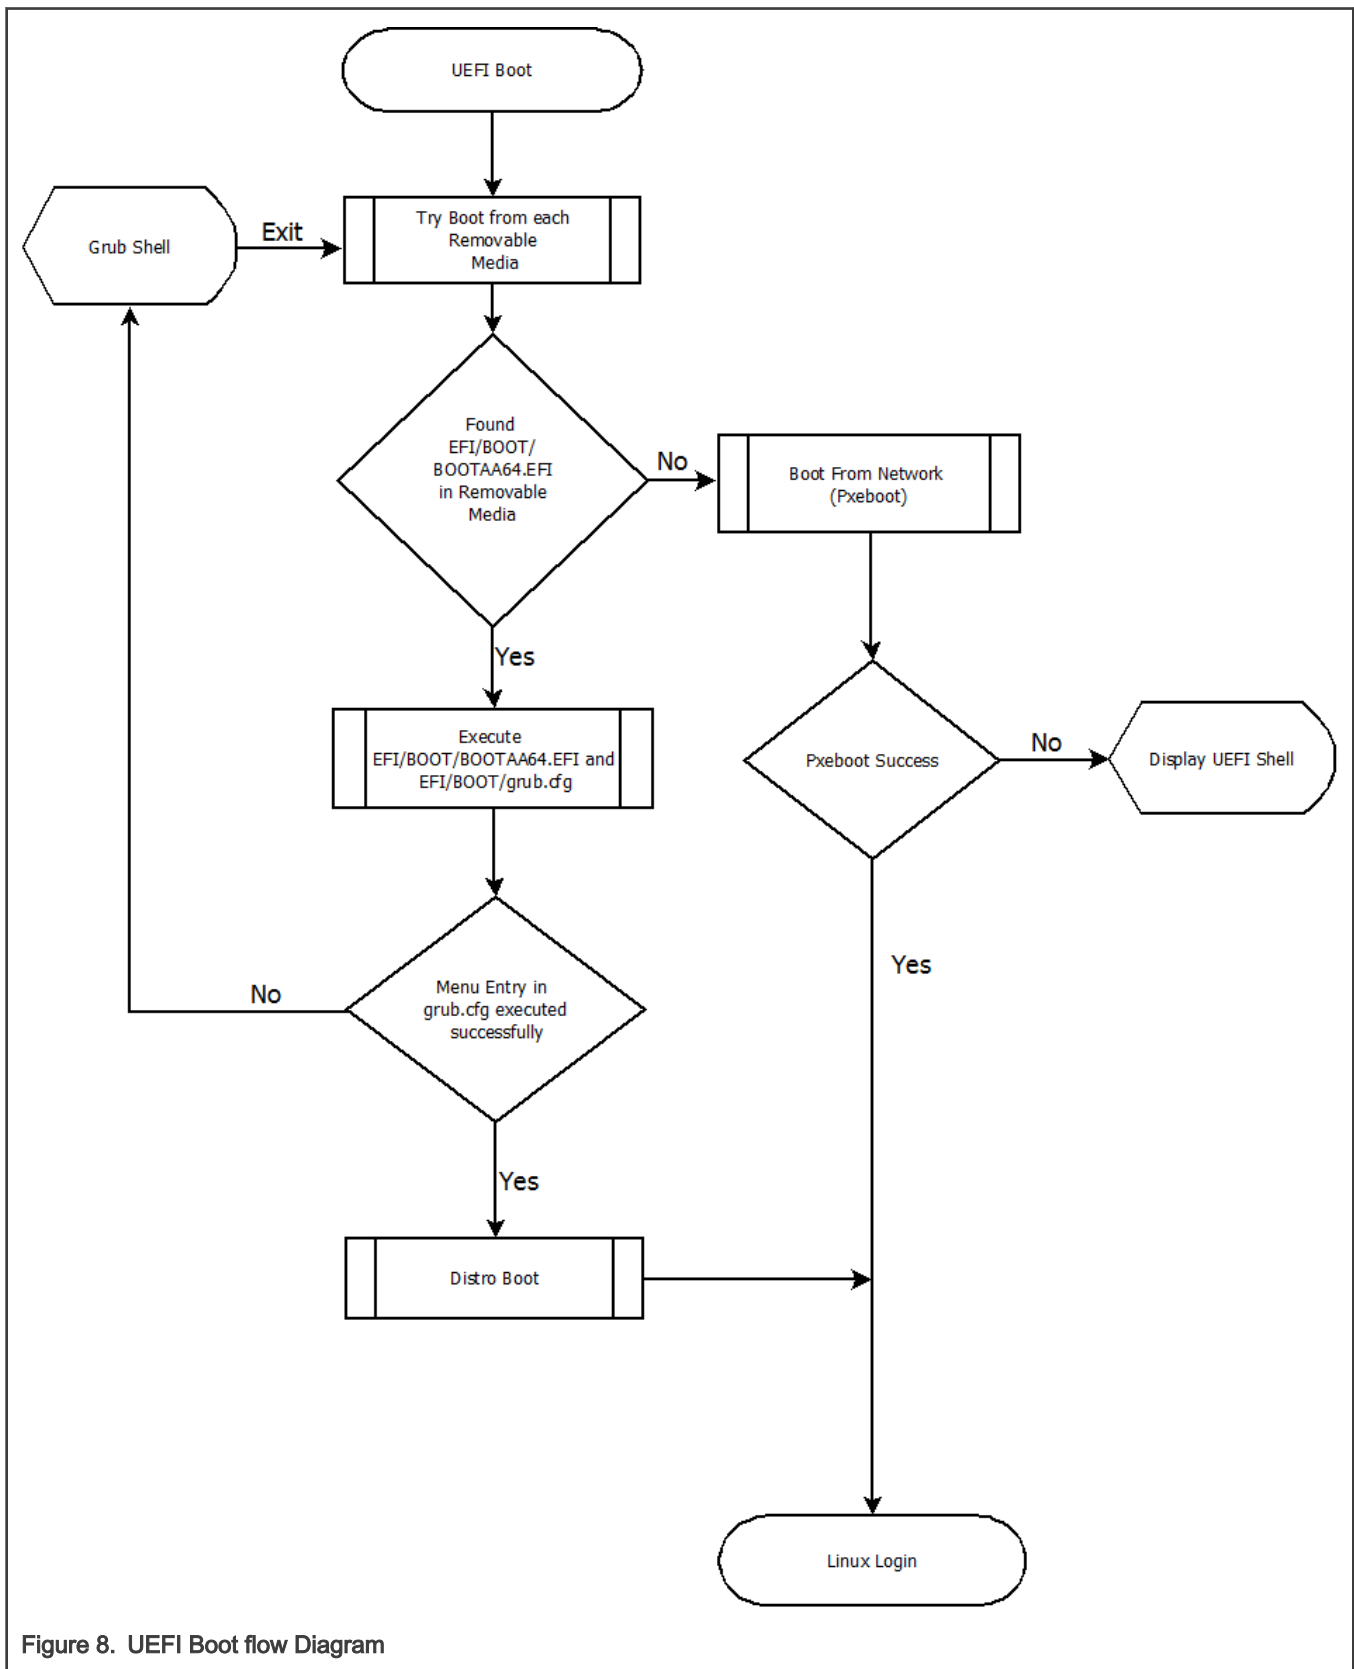 UEFI Boot
Try Boot from each
Removable
Media
Grub Shell
Exit
Found
EFI/BOOT/
BOOTAA64.EFI
in Removable
Media
No
Boot From Network
(Pxeboot)
Yes
Execute
EFI/BOOT/BOOTAA64.EFI and
EFI/BOOT/grub.cfg
Pxeboot Success
No
Display UEFI Shell
Yes
Menu Entry in
grub.cfg executed
successfully
No
Yes
Distro Boot
Linux Login
Figure 8. UEFI Boot flow Diagram